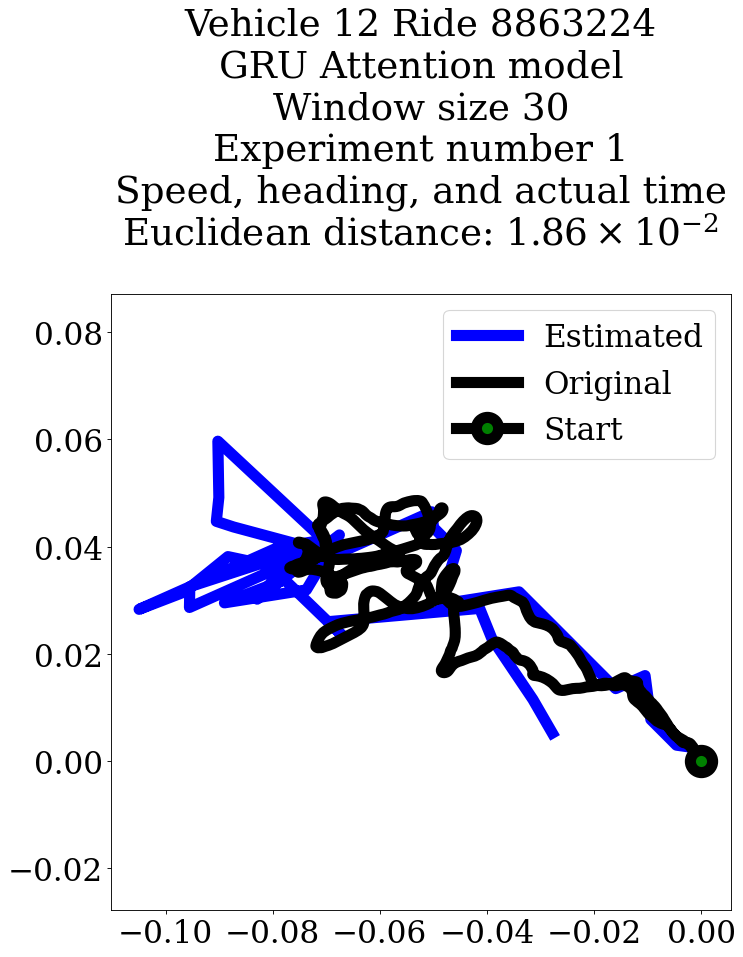 Vehicle 12 Ride 8863224
GRU Attention model
Window size 30
Experiment number 1
Speed, heading, and actual time
Euclidean distance: 1.86 × 10⁻²
Estimated
Original
Start
0.08
0.06
0.04
0.02
0.00
−0.02
−0.10 −0.08 −0.06 −0.04 −0.02 0.00